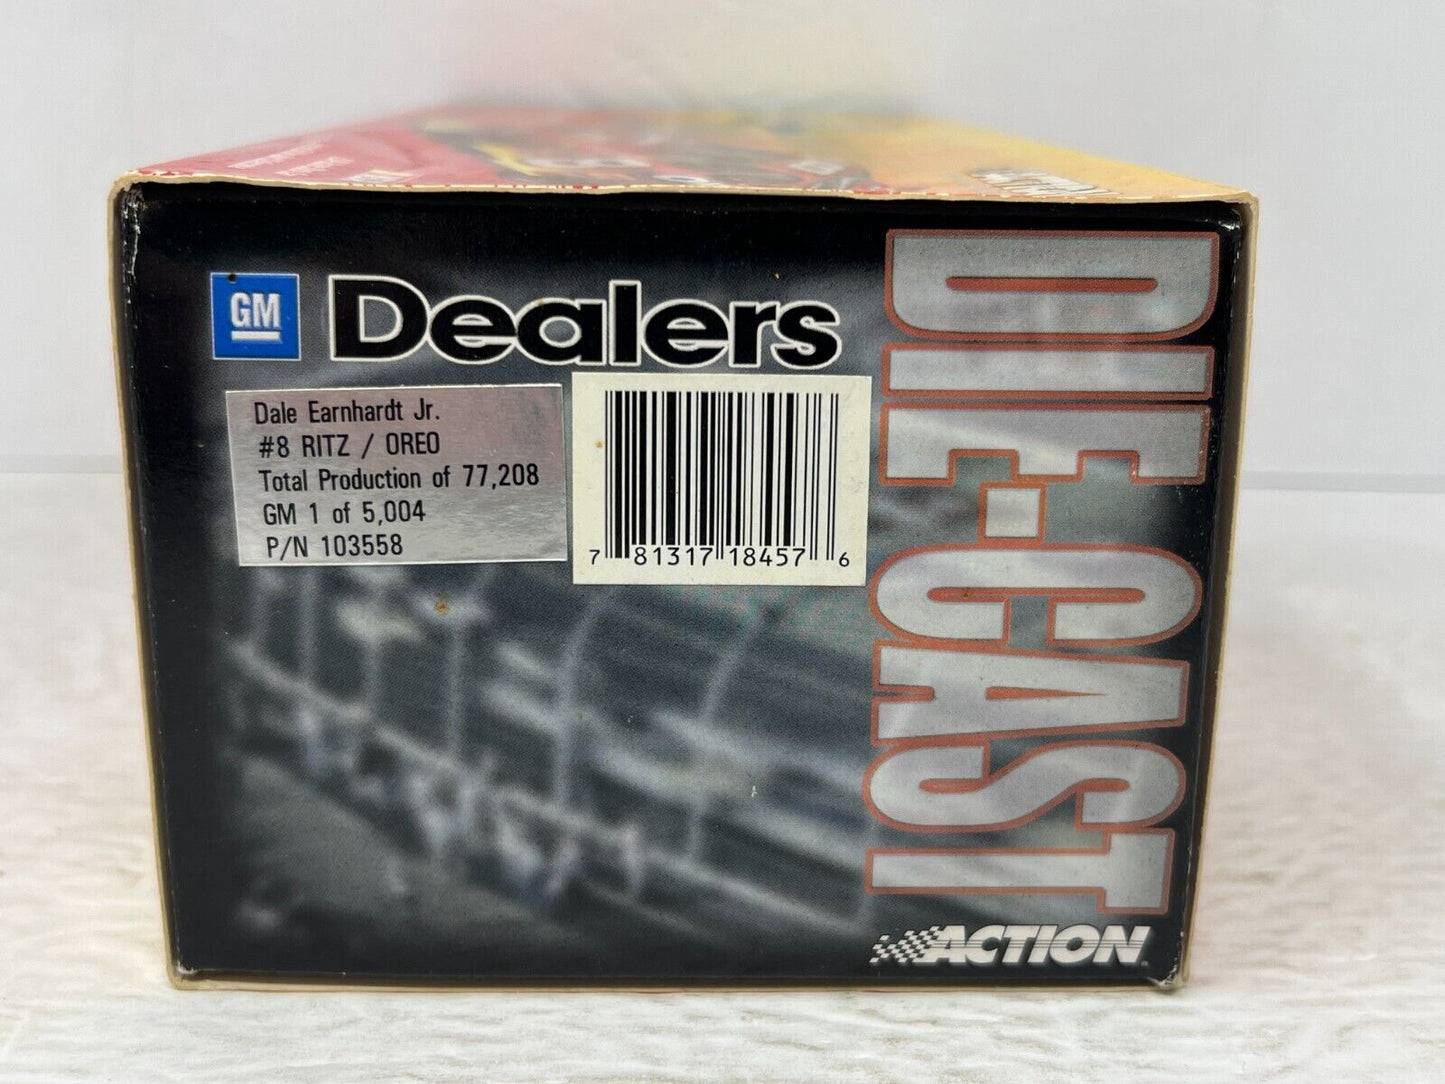 GM Dealers
Dale Earnhardt Jr.
#8 RITZ / OREO
Total Production of 77,208
GM 1 of 5,004
P/N 103558
7 81317 18457 6
DIE-CAST
ACTION